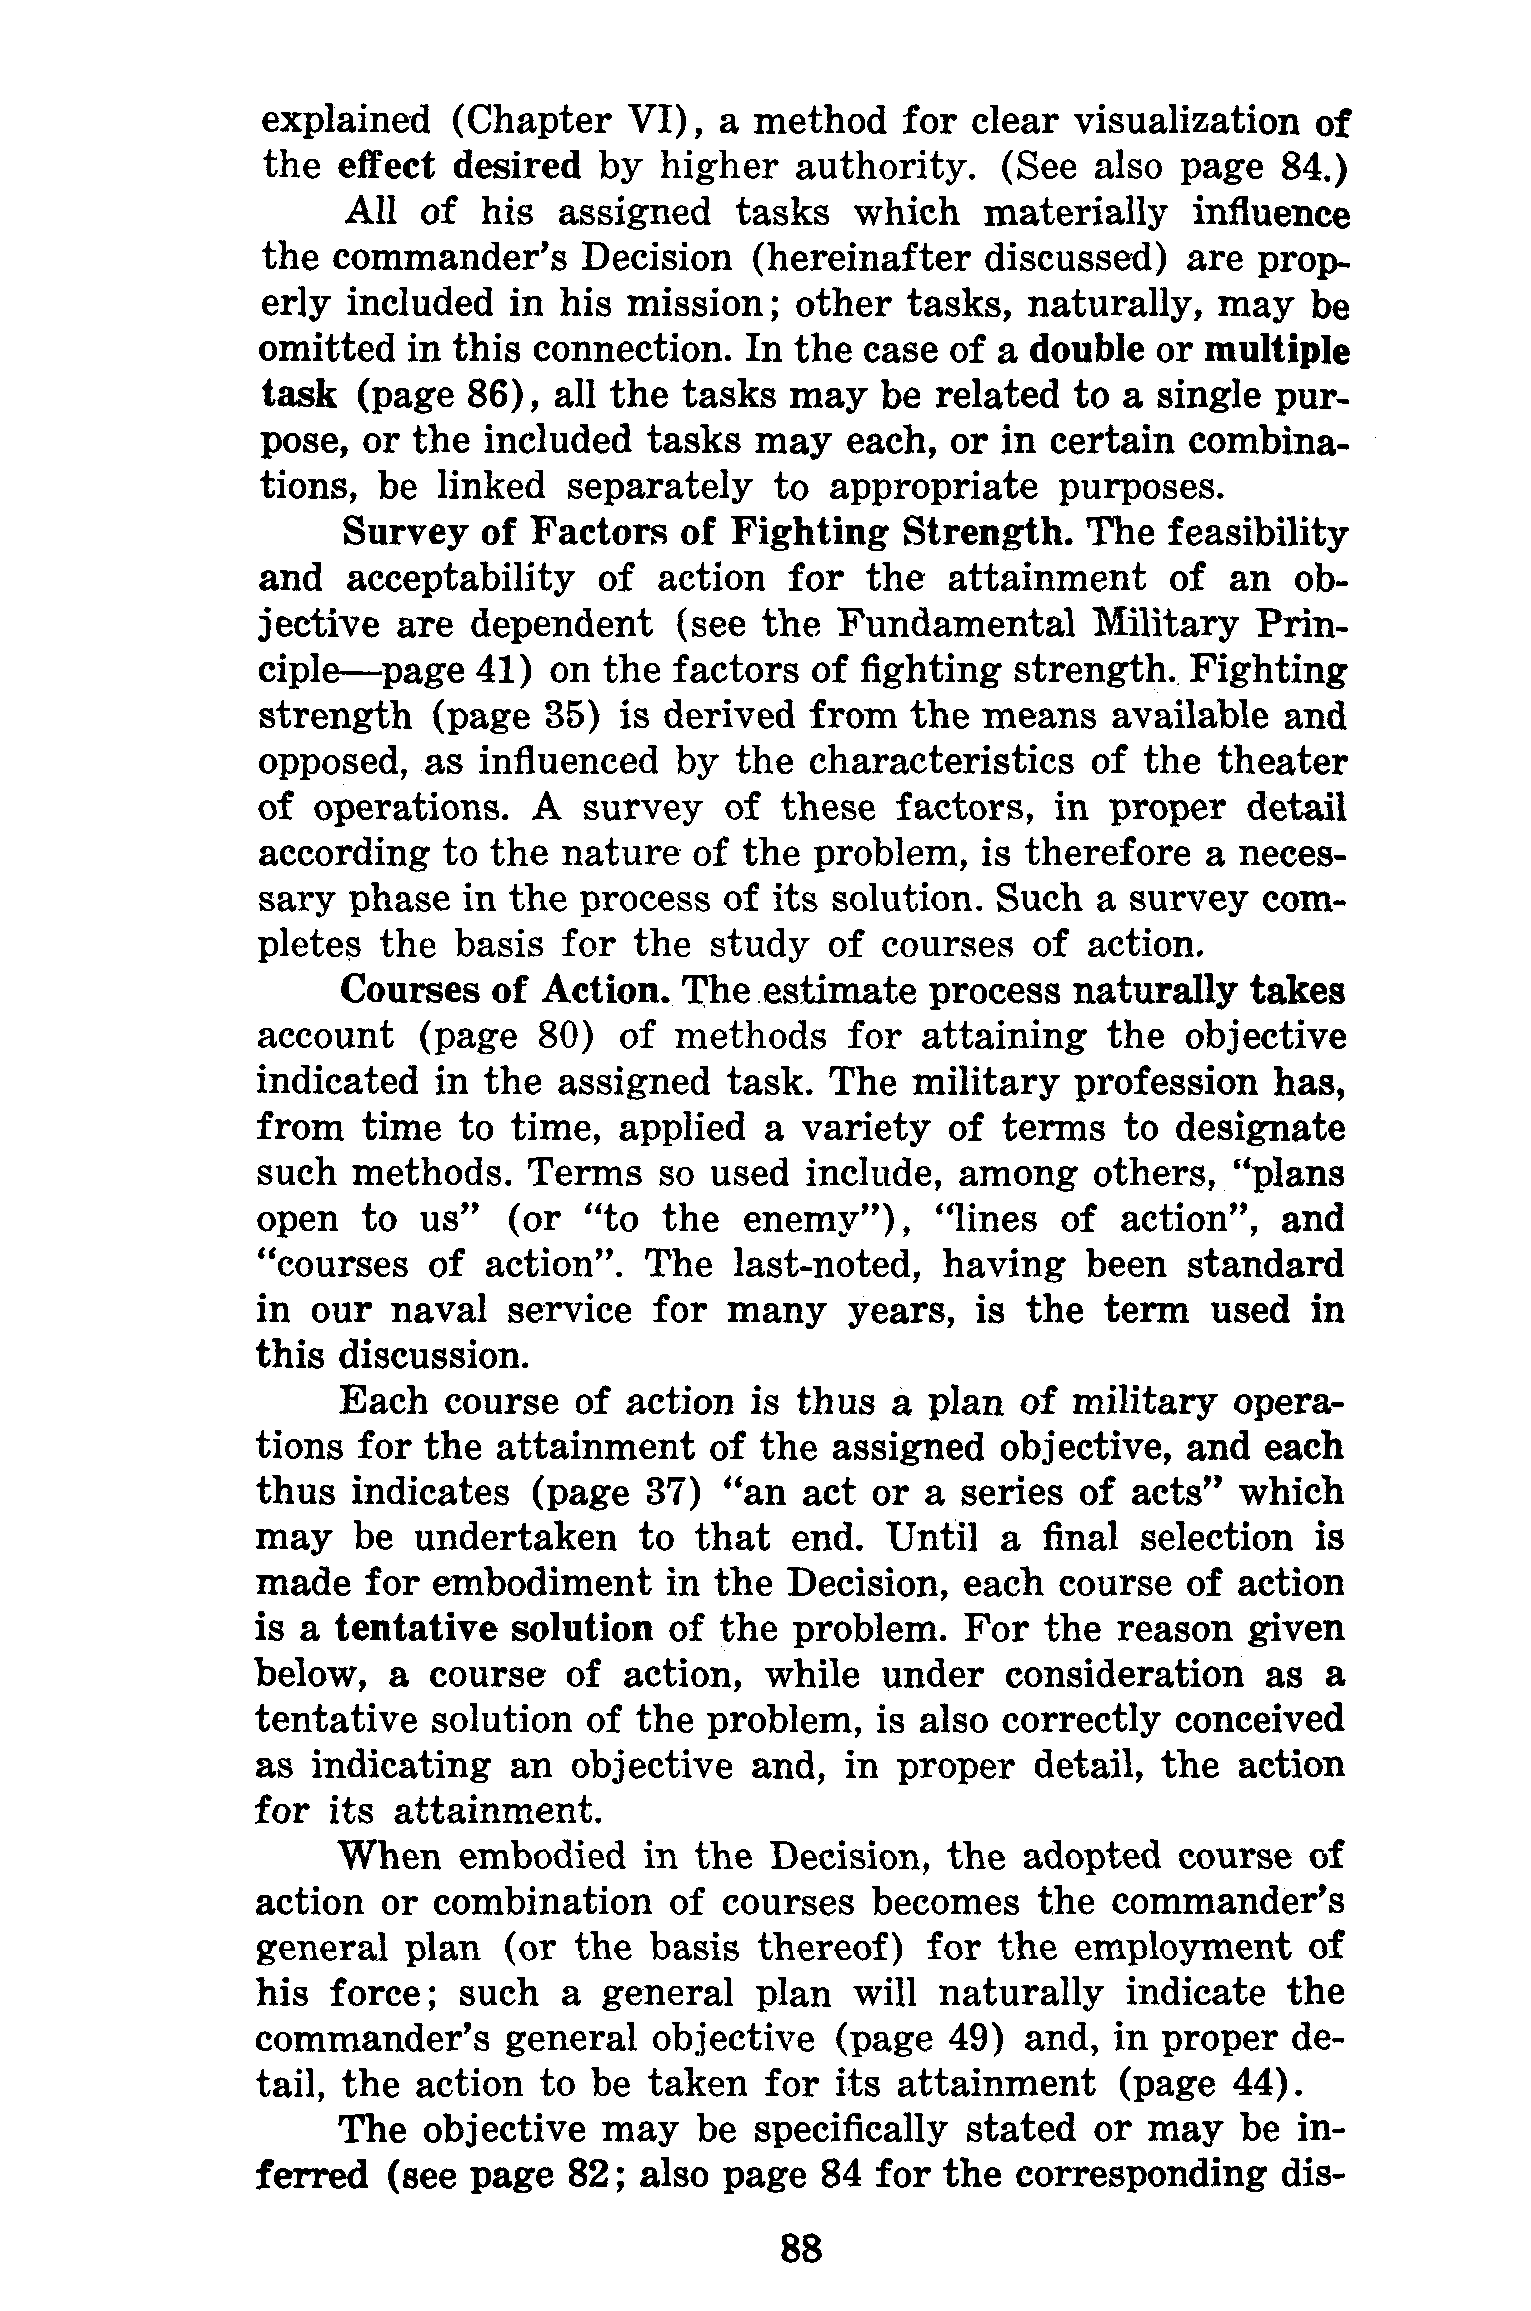 explained (Chapter VI), a method for clear visualization of
the effect desired by higher authority. (See also page 84.)
All of his assigned tasks which materially influence
the commander's Decision (hereinafter discussed) are prop-
erly included in his mission; other tasks, naturally, may be
omitted in this connection. In the case of a double or multiple
task (page 86), all the tasks may be related to a single pur-
pose, or the included tasks may each, or in certain combina-
tions, be linked separately to appropriate purposes.
Survey of Factors of Fighting Strength. The feasibility
and acceptability of action for the attainment of an ob-
jective are dependent (see the Fundamental Military Prin-
ciple—page 41) on the factors of fighting strength. Fighting
strength (page 35) is derived from the means available and
opposed, as influenced by the characteristics of the theater
of operations. A survey of these factors, in proper detail
according to the nature of the problem, is therefore a neces-
sary phase in the process of its solution. Such a survey com-
pletes the basis for the study of courses of action.
Courses of Action. The estimate process naturally takes
account (page 80) of methods for attaining the objective
indicated in the assigned task. The military profession has,
from time to time, applied a variety of terms to designate
such methods. Terms so used include, among others, "plans
open to us" (or "to the enemy"), "lines of action", and
"courses of action". The last-noted, having been standard
in our naval service for many years, is the term used in
this discussion.
Each course of action is thus a plan of military opera-
tions for the attainment of the assigned objective, and each
thus indicates (page 37) "an act or a series of acts" which
may be undertaken to that end. Until a final selection is
made for embodiment in the Decision, each course of action
is a tentative solution of the problem. For the reason given
below, a course of action, while under consideration as a
tentative solution of the problem, is also correctly conceived
as indicating an objective and, in proper detail, the action
for its attainment.
When embodied in the Decision, the adopted course of
action or combination of courses becomes the commander's
general plan (or the basis thereof) for the employment of
his force; such a general plan will naturally indicate the
commander's general objective (page 49) and, in proper de-
tail, the action to be taken for its attainment (page 44).
The objective may be specifically stated or may be in-
ferred (see page 82; also page 84 for the corresponding dis-
88